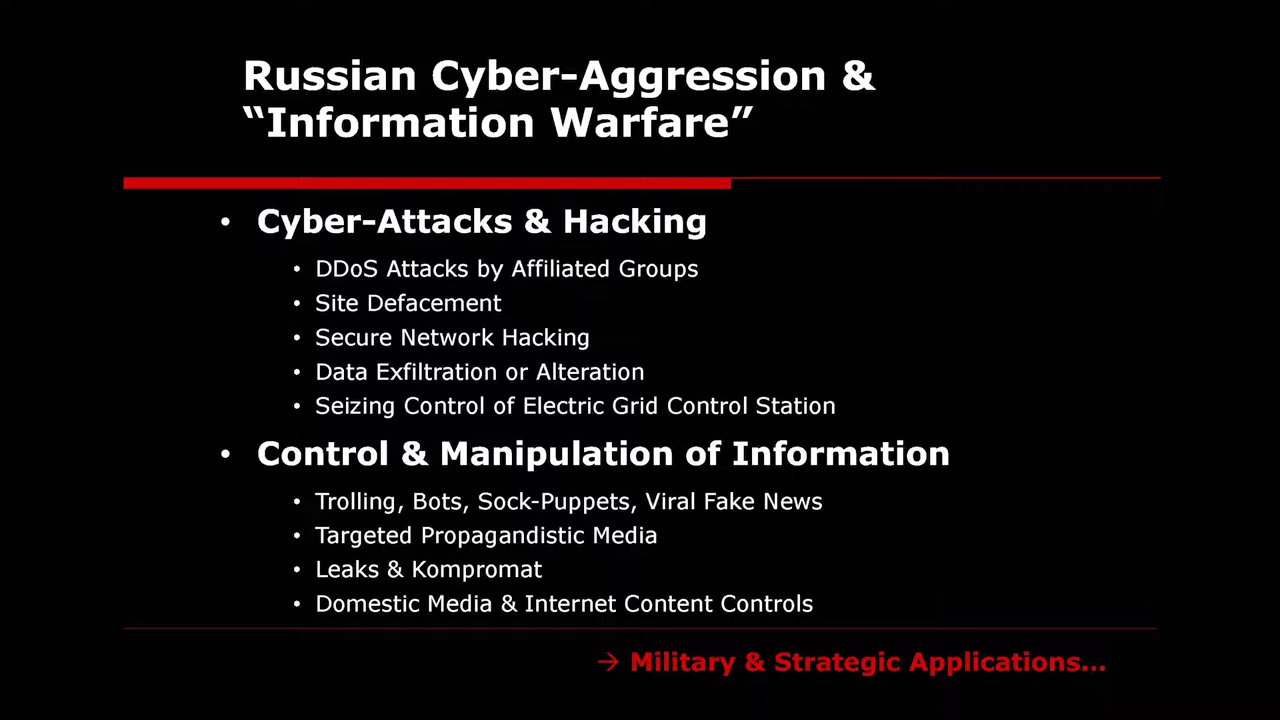 Russian Cyber-Aggression &
“Information Warfare”
• Cyber-Attacks & Hacking
• DDoS Attacks by Affiliated Groups
• Site Defacement
• Secure Network Hacking
• Data Exfiltration or Alteration
• Seizing Control of Electric Grid Control Station
• Control & Manipulation of Information
• Trolling, Bots, Sock-Puppets, Viral Fake News
• Targeted Propagandistic Media
• Leaks & Kompromat
• Domestic Media & Internet Content Controls
→ Military & Strategic Applications…